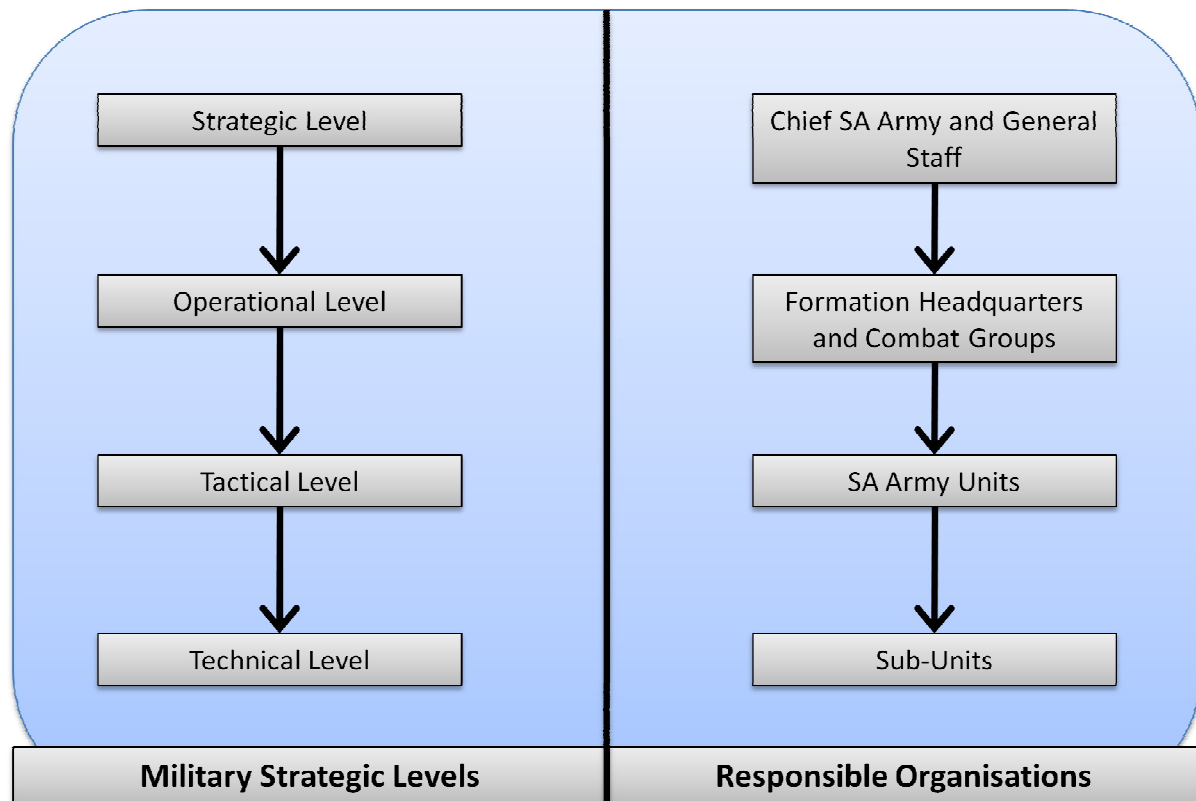 Strategic Level
Operational Level
Tactical Level
Technical Level
Military Strategic Levels
Chief SA Army and General
Staff
Formation Headquarters
and Combat Groups
SA Army Units
Sub-Units
Responsible Organisations